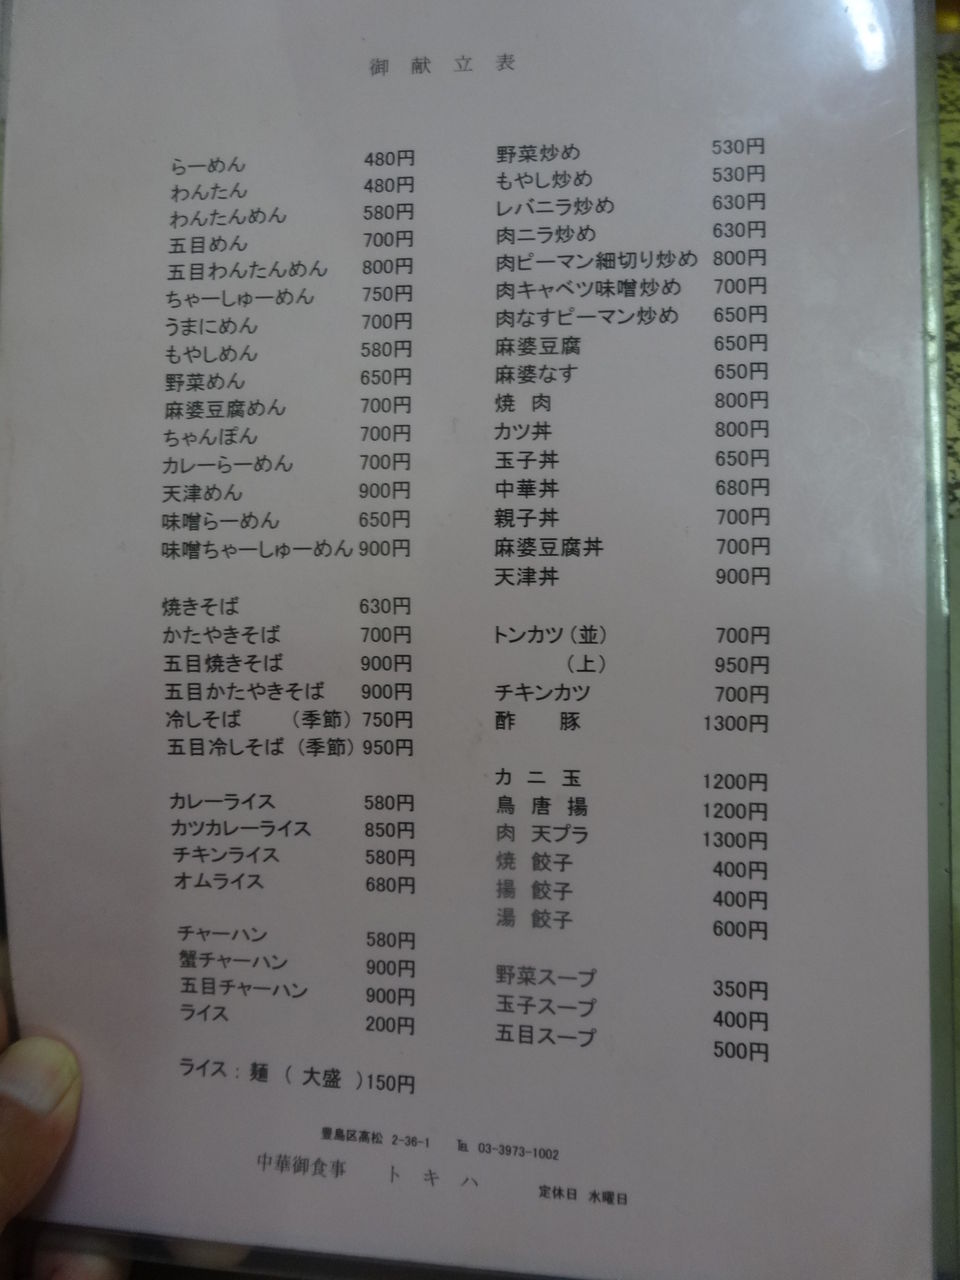 御献立表
らーめん 480円
わんたん 480円
わんたんめん 580円
五目めん 700円
五目わんたんめん 800円
ちゃーしゅーめん 750円
うまにめん 700円
もやしめん 580円
野菜めん 650円
麻婆豆腐めん 700円
ちゃんぽん 700円
カレーらーめん 700円
天津めん 900円
味噌らーめん 650円
味噌ちゃーしゅーめん 900円
焼きそば 630円
かたやきそば 700円
五目焼きそば 900円
五目かたやきそば 900円
冷しそば (季節) 750円
五目冷しそば (季節) 950円
カレーライス 580円
カツカレーライス 850円
チキンライス 580円
オムライス 680円
チャーハン 580円
蟹チャーハン 900円
五目チャーハン 900円
ライス 200円
ライス : 麺 ( 大盛 )150円
野菜炒め 530円
もやし炒め 530円
レバニラ炒め 630円
肉ニラ炒め 630円
肉ピーマン細切り炒め 800円
肉キャベツ味噌炒め 700円
肉なすピーマン炒め 650円
麻婆豆腐 650円
麻婆なす 650円
焼 肉 800円
カツ丼 800円
玉子丼 650円
中華丼 680円
親子丼 700円
麻婆豆腐丼 700円
天津丼 900円
トンカツ (並) 700円
(上) 950円
チキンカツ 700円
酢 豚 1300円
カ ニ 玉 1200円
鳥 唐 揚 1200円
肉 天プラ 1300円
焼 餃子 400円
揚 餃子 400円
湯 餃子 600円
野菜スープ 350円
玉子スープ 400円
五目スープ 500円
豊島区高松 2-36-1 ℡ 03-3973-1002
中華御食事 トキハ 定休日 水曜日